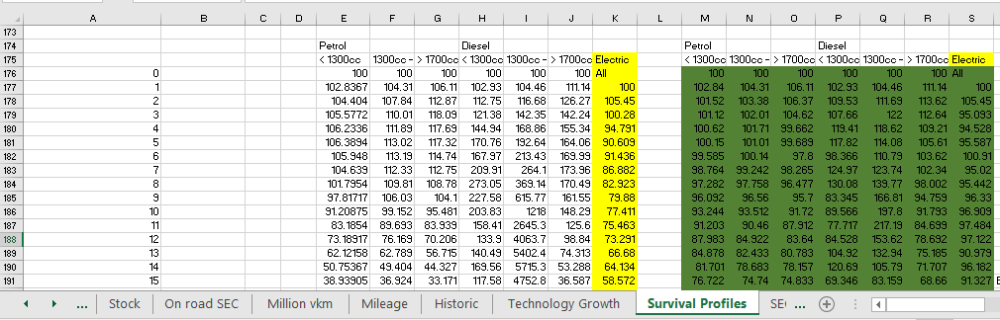 A B C D E F G H I J K L M N O P Q R S
173
174 Petrol Diesel Petrol Diesel
175 < 1300cc 1300cc - > 1700cc < 1300cc 1300cc - > 1700cc Electric < 1300cc 1300cc - > 1700cc < 1300cc 1300cc - > 1700cc Electric
176 0 100 100 100 100 100 100 All 100 100 100 100 100 100 All
177 1 102.8367 104.31 106.11 102.93 104.46 111.14 100 102.84 104.31 106.11 102.93 104.46 111.14 100
178 2 104.404 107.84 112.87 112.75 116.68 126.27 105.45 101.52 103.38 106.37 109.53 111.69 113.62 105.45
179 3 105.5772 110.01 118.09 121.38 142.35 142.24 100.28 101.12 102.01 104.62 107.66 122 112.64 95.093
180 4 106.2336 111.89 117.69 144.94 168.86 155.34 94.791 100.62 101.71 99.662 119.41 118.62 109.21 94.528
181 5 106.3894 113.02 117.32 170.76 192.64 164.06 90.609 100.15 101.01 99.689 117.82 114.08 105.61 95.587
182 6 105.948 113.19 114.74 167.97 213.43 169.99 91.436 99.585 100.14 97.8 98.366 110.79 103.62 100.91
183 7 104.639 112.33 112.75 209.91 264.1 173.96 86.882 98.764 99.242 98.265 124.97 123.74 102.34 95.02
184 8 101.7954 109.81 108.78 273.05 369.14 170.49 82.923 97.282 97.758 96.477 130.08 139.77 98.002 95.442
185 9 97.81717 106.03 104.1 227.58 615.77 161.55 79.88 96.092 96.56 95.7 83.345 166.81 94.759 96.33
186 10 91.20875 99.152 95.481 203.83 1218 148.29 77.411 93.244 93.512 91.72 89.566 197.8 91.793 96.909
187 11 83.1854 89.693 83.939 158.41 2645.3 125.6 75.463 91.203 90.46 87.912 77.717 217.19 84.699 97.484
188 12 73.18917 76.169 70.206 133.9 4063.7 98.84 73.291 87.983 84.922 83.64 84.528 153.62 78.692 97.122
189 13 62.12158 62.789 56.715 140.49 5402.4 74.313 66.68 84.878 82.433 80.783 104.92 132.94 75.185 90.979
190 14 50.75367 49.404 44.327 169.56 5715.3 53.288 64.134 81.701 78.683 78.157 120.69 105.79 71.707 96.182
191 15 38.93905 36.924 33.171 117.58 4752.8 36.587 58.572 76.722 74.74 74.833 69.346 83.159 68.66 91.327
... Stock On road SEC Million vkm Mileage Historic Technology Growth Survival Profiles SE( ...